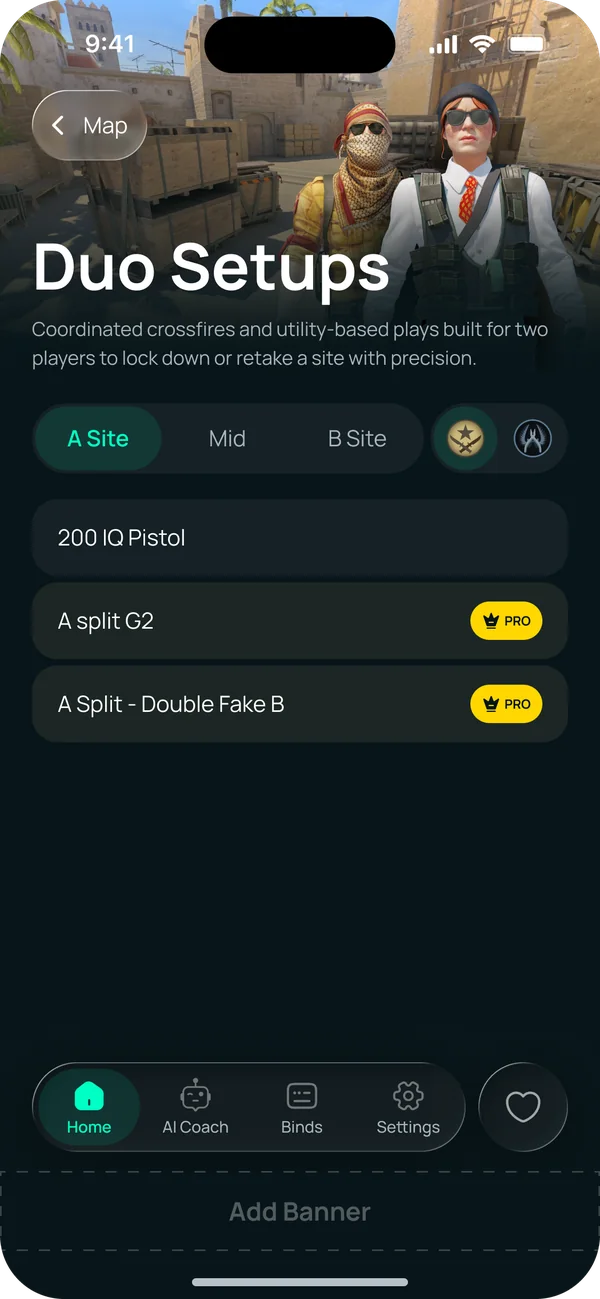 9:41
Map
Duo Setups
Coordinated crossfires and utility-based plays built for two
players to lock down or retake a site with precision.
A Site
Mid
B Site
200 IQ Pistol
A split G2
PRO
A Split - Double Fake B
PRO
Home
AI Coach
Binds
Settings
Add Banner